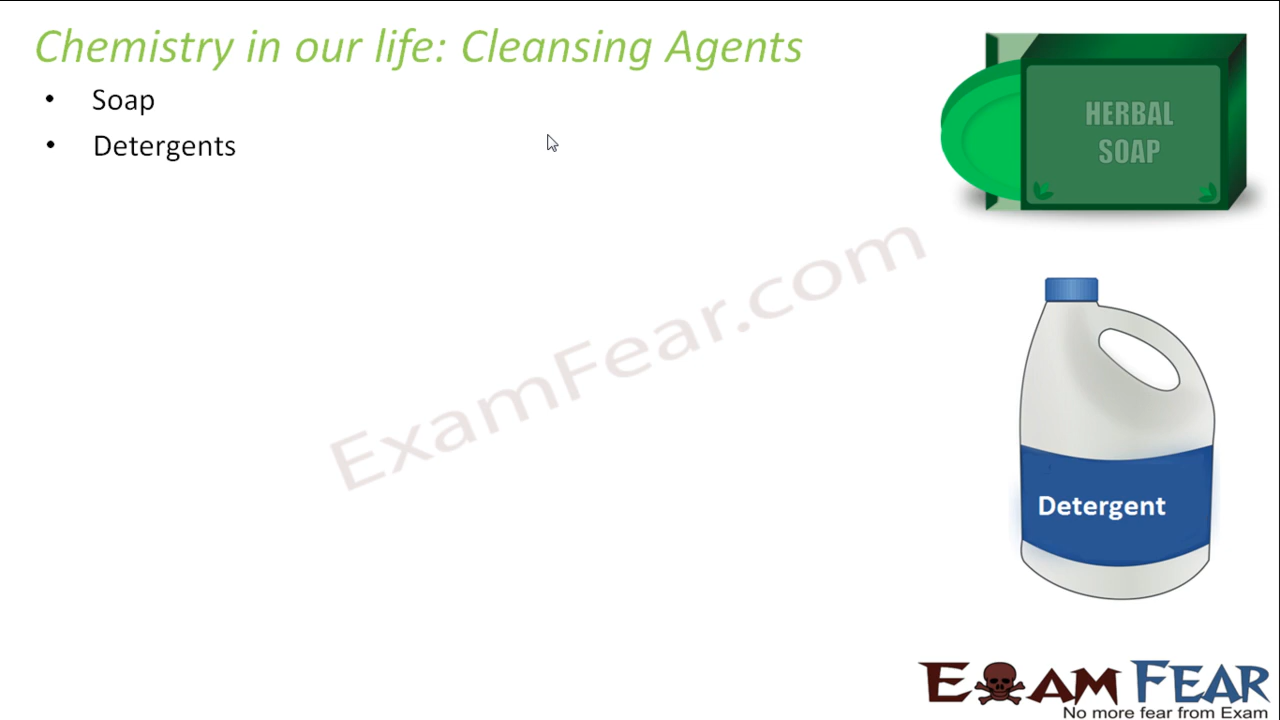 Chemistry in our life: Cleansing Agents
• Soap
• Detergents
HERBAL
SOAP
ExamFear.com
Detergent
EXAM FEAR
No more fear from Exam